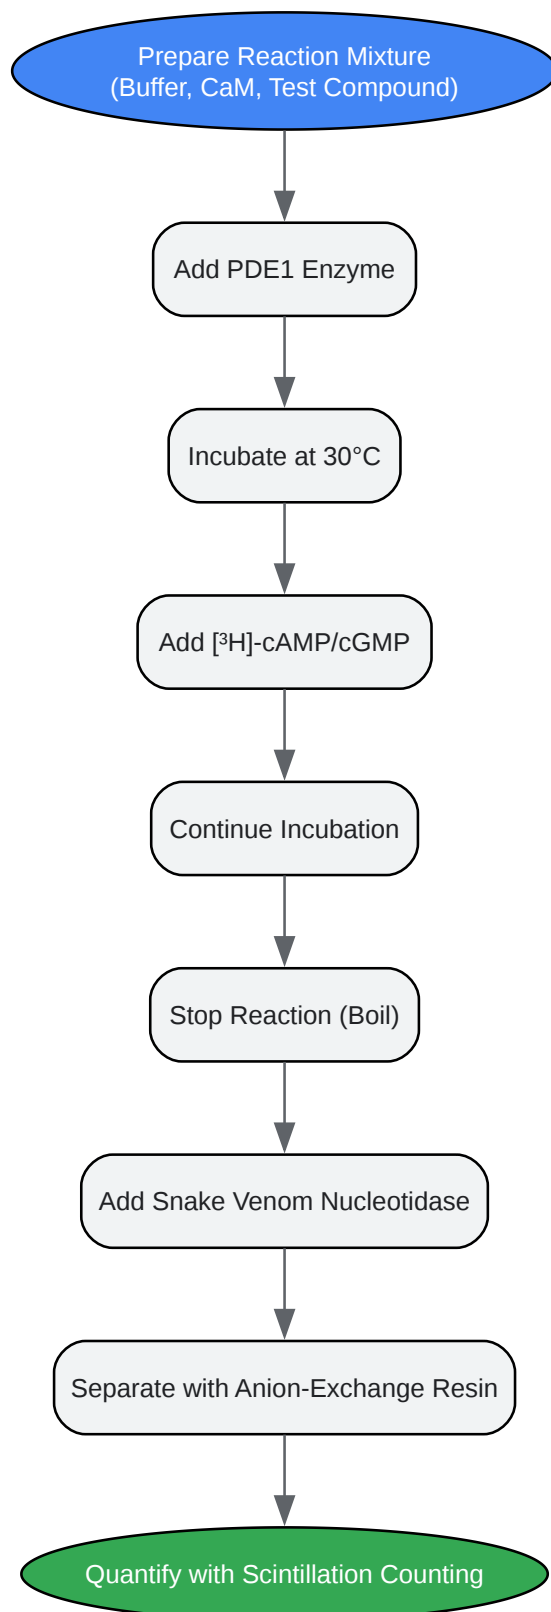 Prepare Reaction Mixture
(Buffer, CaM, Test Compound)
Add PDE1 Enzyme
Incubate at 30°C
Add [³H]-cAMP/cGMP
Continue Incubation
Stop Reaction (Boil)
Add Snake Venom Nucleotidase
Separate with Anion-Exchange Resin
Quantify with Scintillation Counting